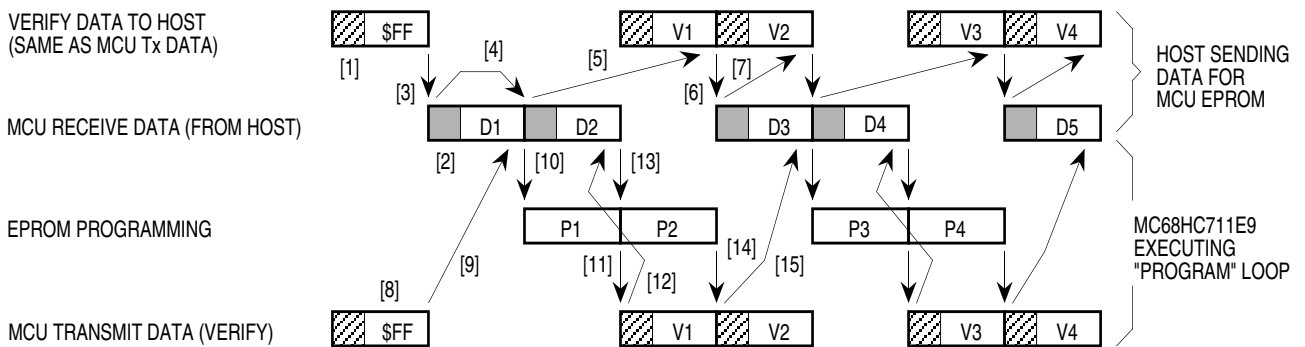 VERIFY DATA TO HOST
(SAME AS MCU Tx DATA)
$FF
V1
V2
V3
V4
[1]
[3]
[4]
[5]
[6]
[7]
HOST SENDING
DATA FOR
MCU EPROM
MCU RECEIVE DATA (FROM HOST)
D1
D2
D3
D4
D5
[2]
[10]
[13]
EPROM PROGRAMMING
P1
P2
P3
P4
MC68HC711E9
EXECUTING
"PROGRAM" LOOP
[8]
[9]
[11]
[12]
[14]
[15]
MCU TRANSMIT DATA (VERIFY)
$FF
V1
V2
V3
V4